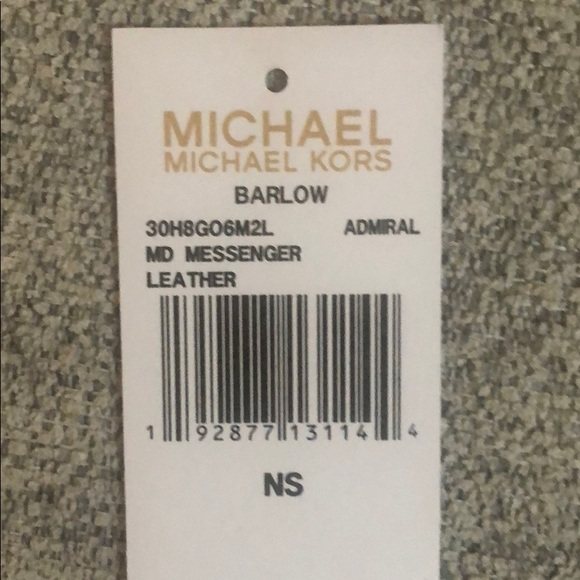 MICHAEL
MICHAEL KORS
BARLOW
30H8GO6M2L ADMIRAL
MD MESSENGER
LEATHER
1 92877 13114 4
NS